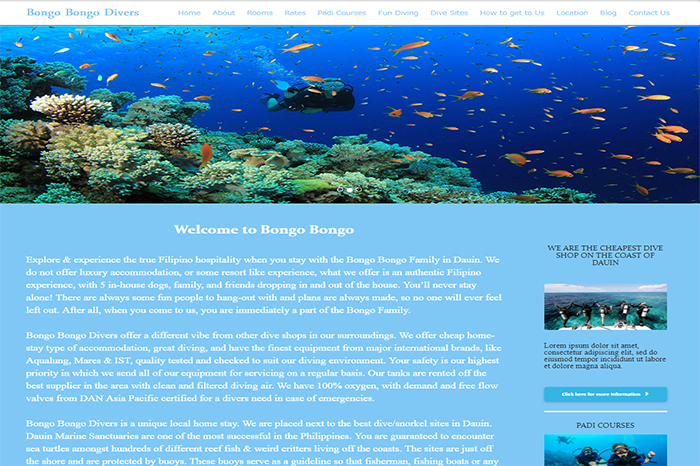 Bongo Bongo Divers
Home About Rooms Rates Padi Courses Fun Diving Dive Sites How to get to Us Location Blog Contact Us
Welcome to Bongo Bongo
Explore & experience the true Filipino hospitality when you stay with the Bongo Bongo Family in Dauin. We
do not offer luxury accommodation, or some resort like experience, what we offer is an authentic Filipino
experience, with 5 in-house dogs, family, and friends dropping in and out of the house. You'll never stay
alone! There are always some fun people to hang-out with and plans are always made, so no one will ever feel
left out. After all, when you come to us, you are immediately a part of the Bongo Family.
Bongo Bongo Divers offer a different vibe from other dive shops in our surroundings. We offer cheap home-
stay type of accommodation, great diving, and have the finest equipment from major international brands, like
Aqualung, Mares & IST, quality tested and checked to suit our diving environment. Your safety is our highest
priority in which we send all of our equipment for servicing on a regular basis. Our tanks are rented off the
best supplier in the area with clean and filtered diving air. We have 100% oxygen, with demand and free flow
valves from DAN Asia Pacific certified for a divers need in case of emergencies.
Bongo Bongo Divers is a unique local home stay. We are placed next to the best dive/snorkel sites in Dauin.
Dauin Marine Sanctuaries are one of the most successful in the Philippines. You are guaranteed to encounter
sea turtles amongst hundreds of different reef fish & weird critters living off the coasts. The sites are just off
the shore and are protected by buoys. These buoys serve as a guideline so that fisherman, fishing boats or any
WE ARE THE CHEAPEST DIVE
SHOP ON THE COAST OF
DAUIN
Lorem ipsum dolor sit amet,
consectetur adipiscing elit, sed do
eiusmod tempor incididunt ut labore
et dolore magna aliqua.
Click here for more information
PADI COURSES